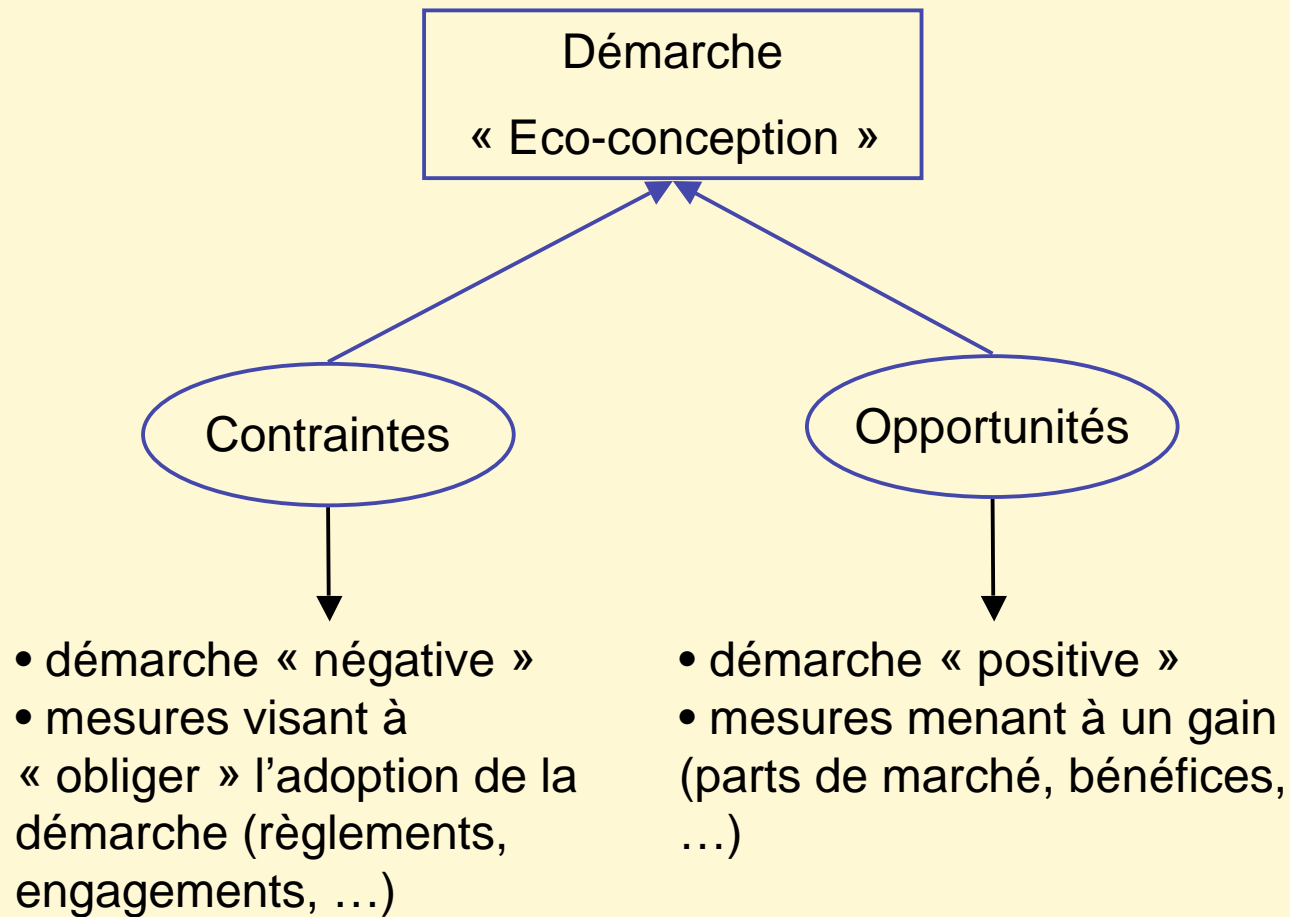 Démarche
« Eco-conception »
Contraintes
Opportunités
• démarche « négative »
• mesures visant à
« obliger » l’adoption de la
démarche (règlements,
engagements, …)
• démarche « positive »
• mesures menant à un gain
(parts de marché, bénéfices,
…)